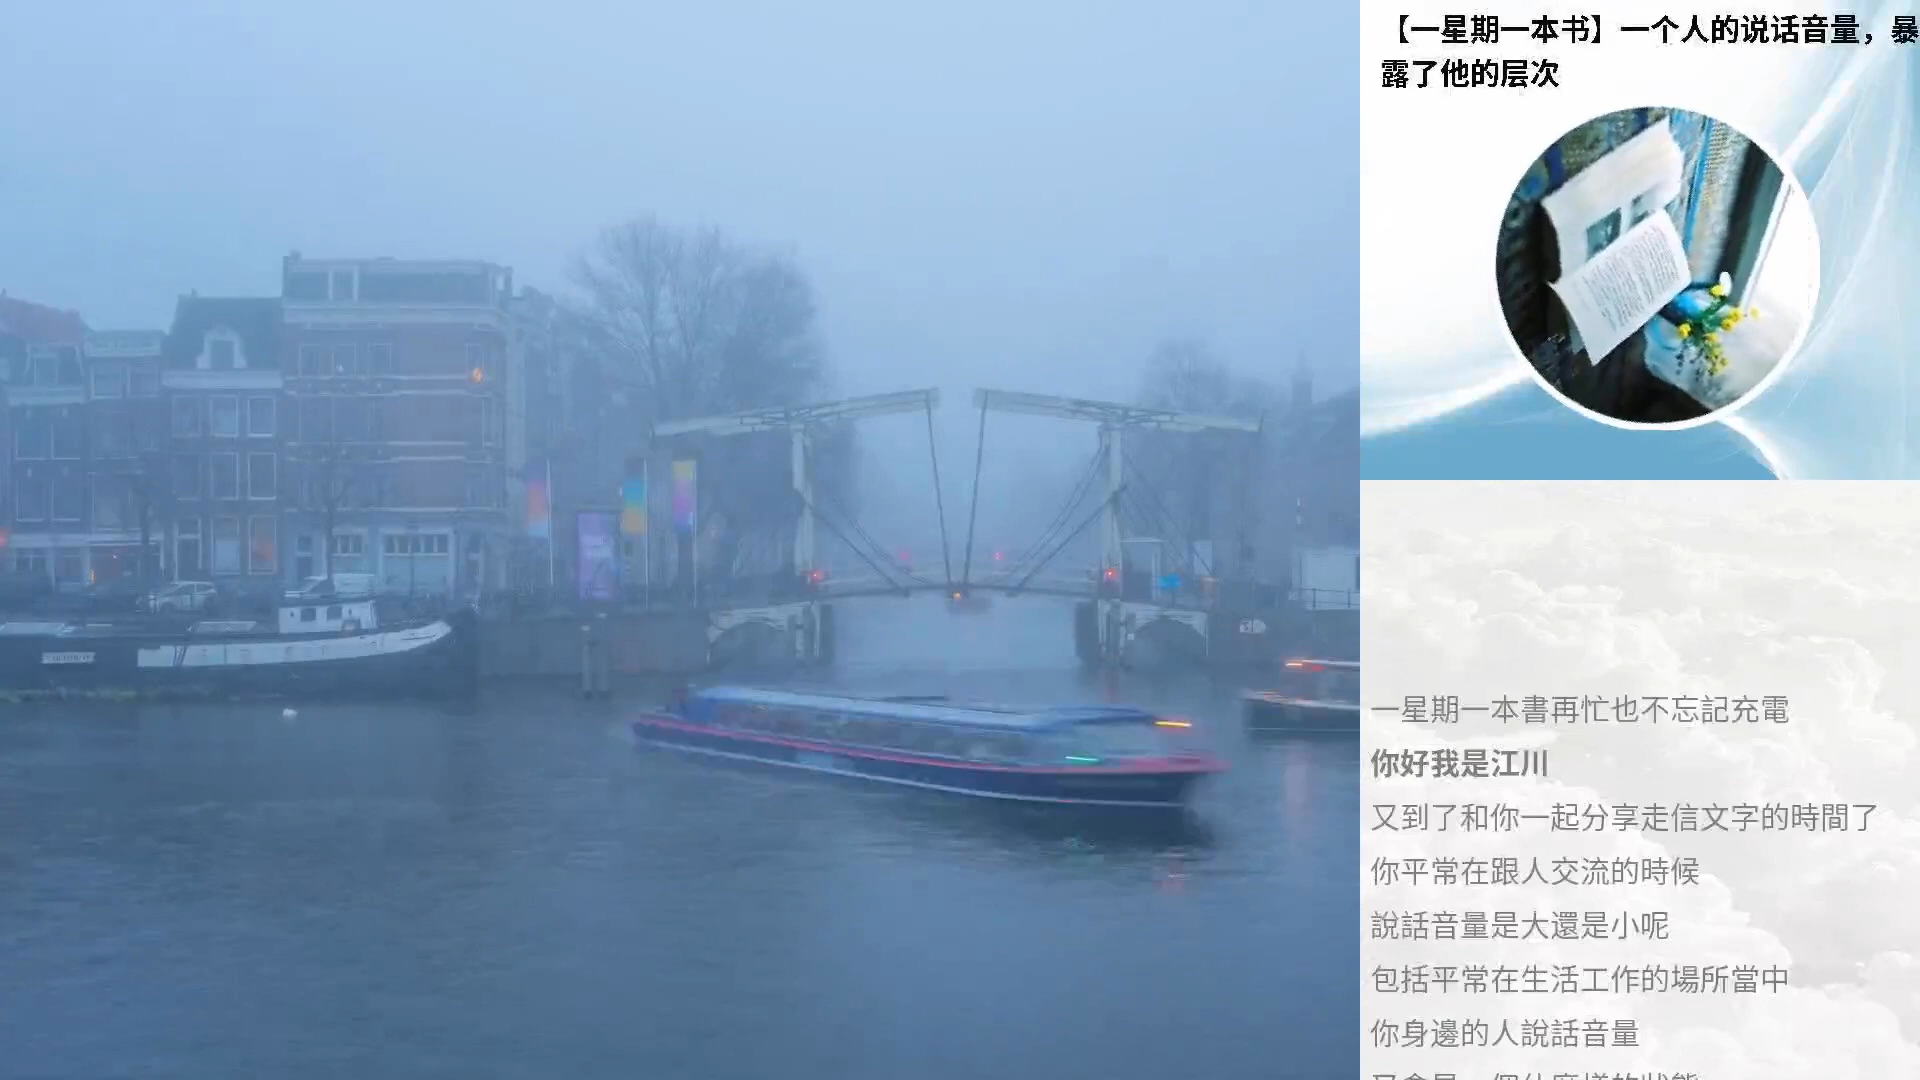 【一星期一本书】一个人的说话音量，暴
露了他的层次
一星期一本書再忙也不忘記充電
你好我是江川
又到了和你一起分享走信文字的時間了
你平常在跟人交流的時候
說話音量是大還是小呢
包括平常在生活工作的場所當中
你身邊的人說話音量